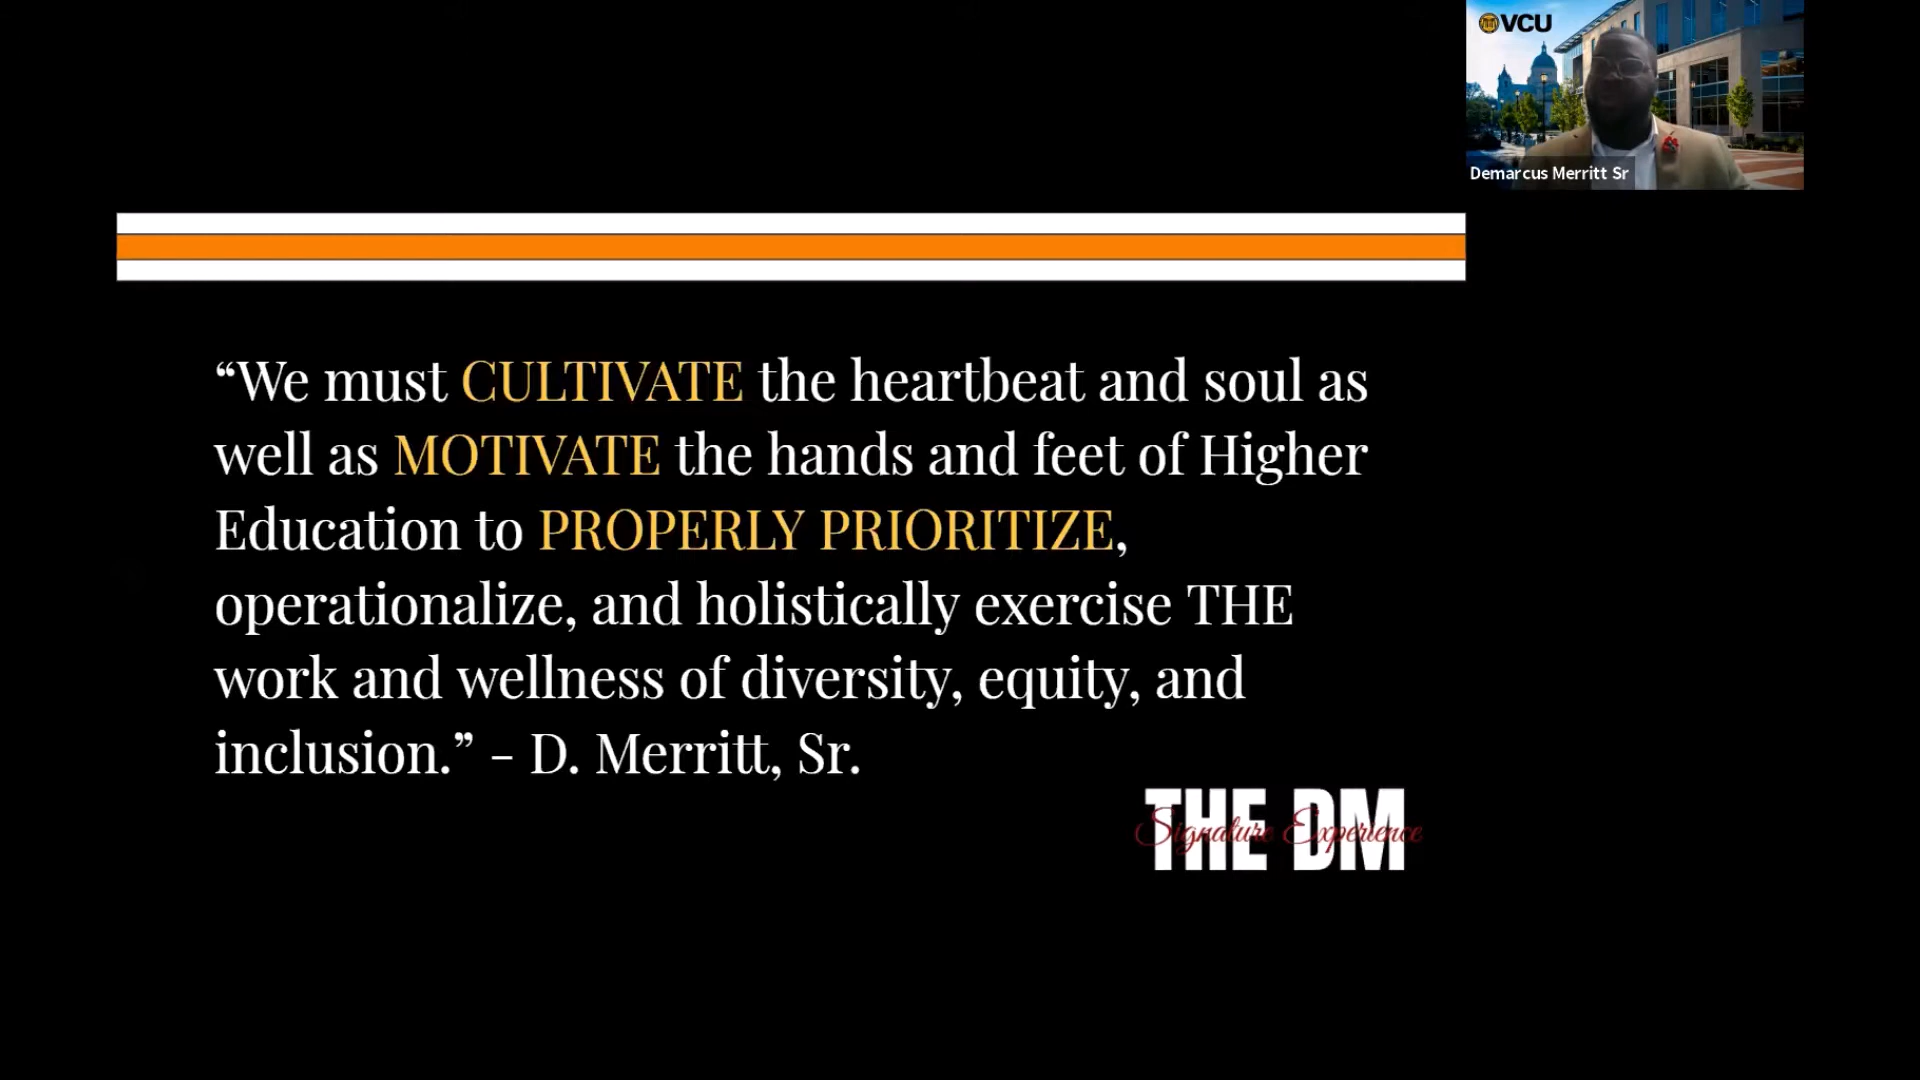 VCU
Demarcus Merritt Sr
“We must CULTIVATE the heartbeat and soul as
well as MOTIVATE the hands and feet of Higher
Education to PROPERLY PRIORITIZE,
operationalize, and holistically exercise THE
work and wellness of diversity, equity, and
inclusion.” - D. Merritt, Sr.
THE DM
Signature Experience